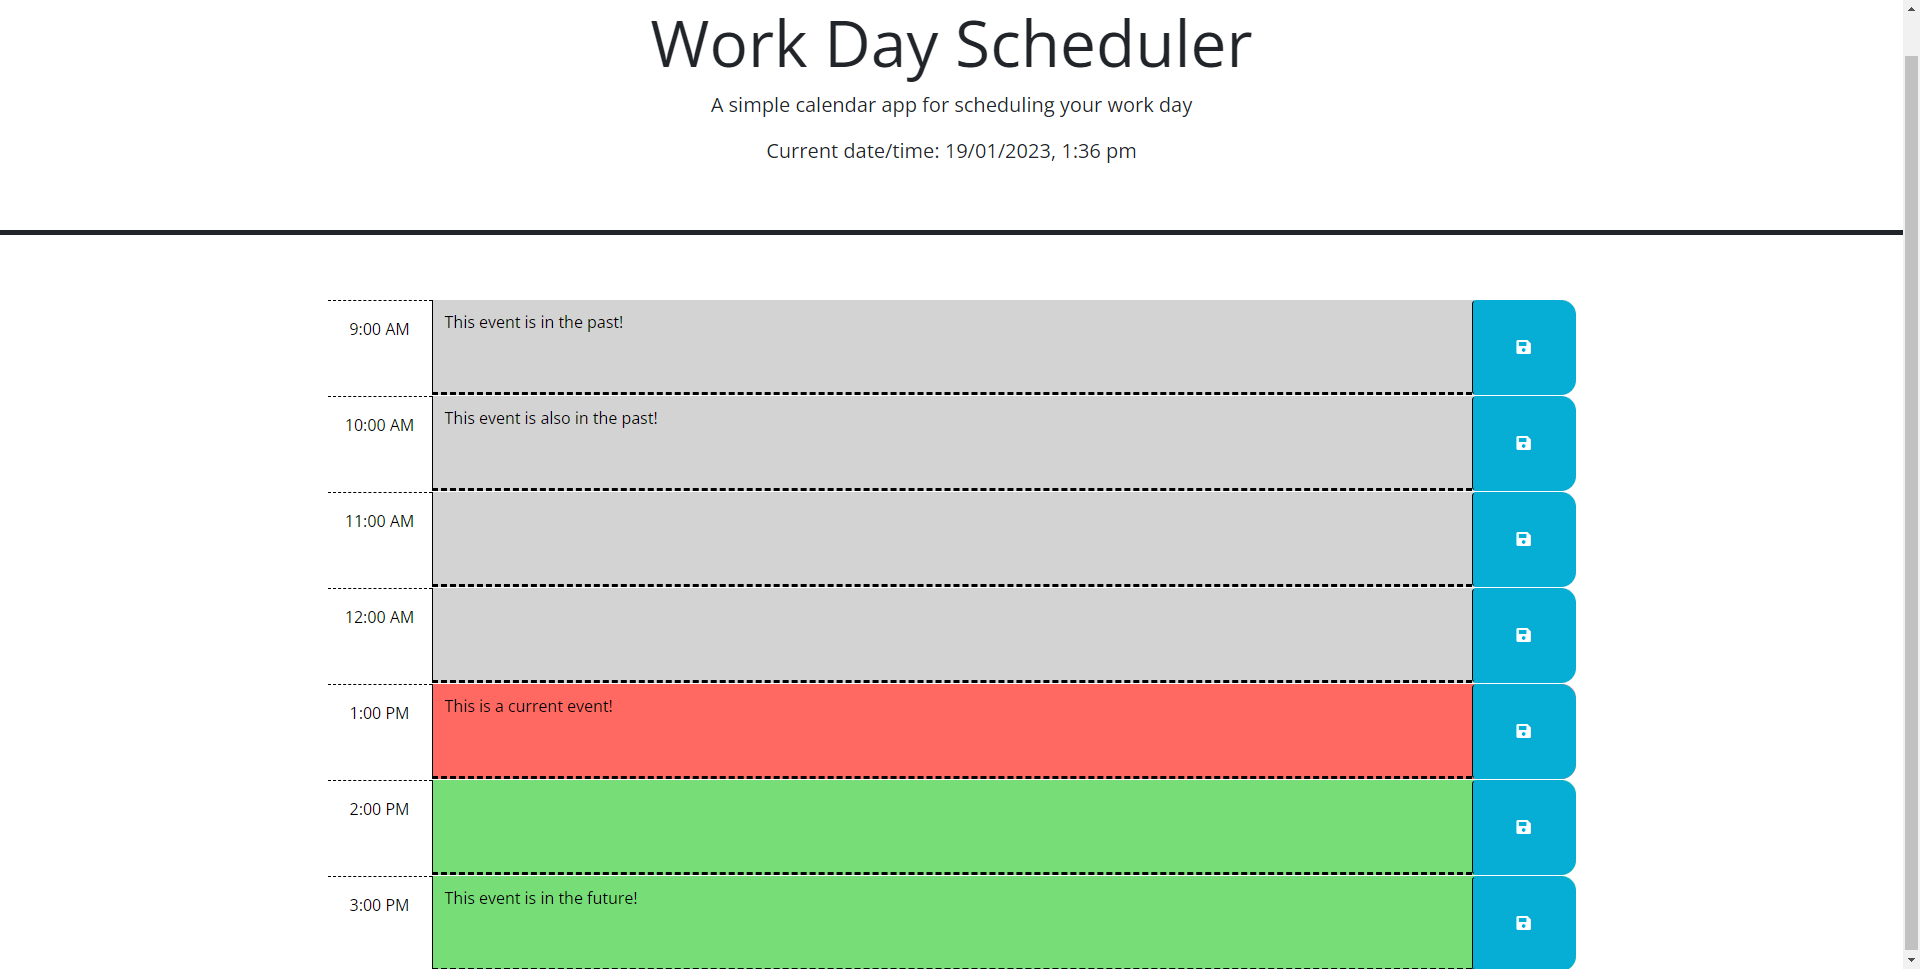 Work Day Scheduler
A simple calendar app for scheduling your work day
Current date/time: 19/01/2023, 1:36 pm
9:00 AM
This event is in the past!
10:00 AM
This event is also in the past!
11:00 AM
12:00 AM
1:00 PM
This is a current event!
2:00 PM
3:00 PM
This event is in the future!